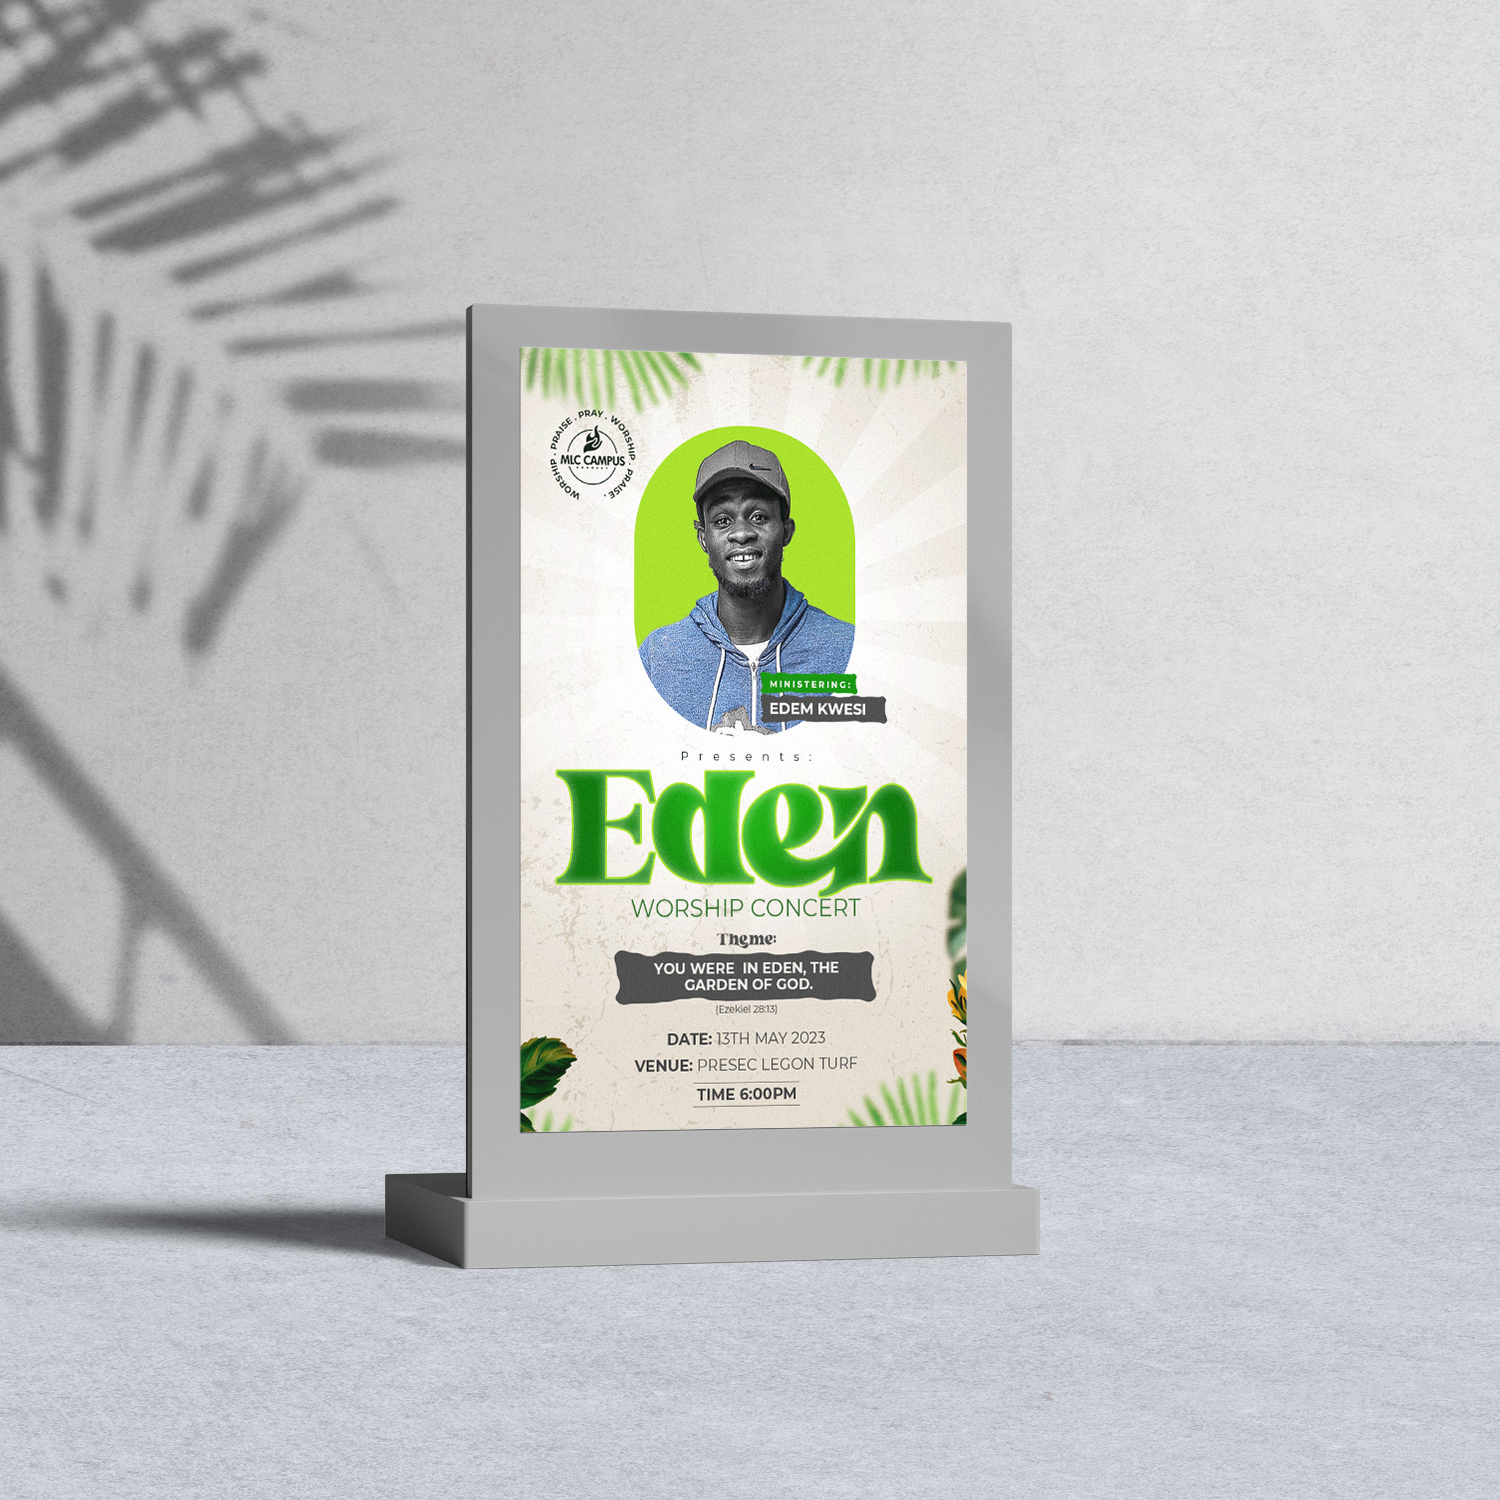 WORSHIP . PRAISE . PRAY . WORSHIP . PRAISE .
MLC CAMPUS
MINISTERING:
EDEM KWESI
Presents:
Eden
WORSHIP CONCERT
Theme:
YOU WERE IN EDEN, THE
GARDEN OF GOD.
(Ezekiel 28:13)
DATE: 13TH MAY 2023
VENUE: PRESEC LEGON TURF
TIME 6:00PM